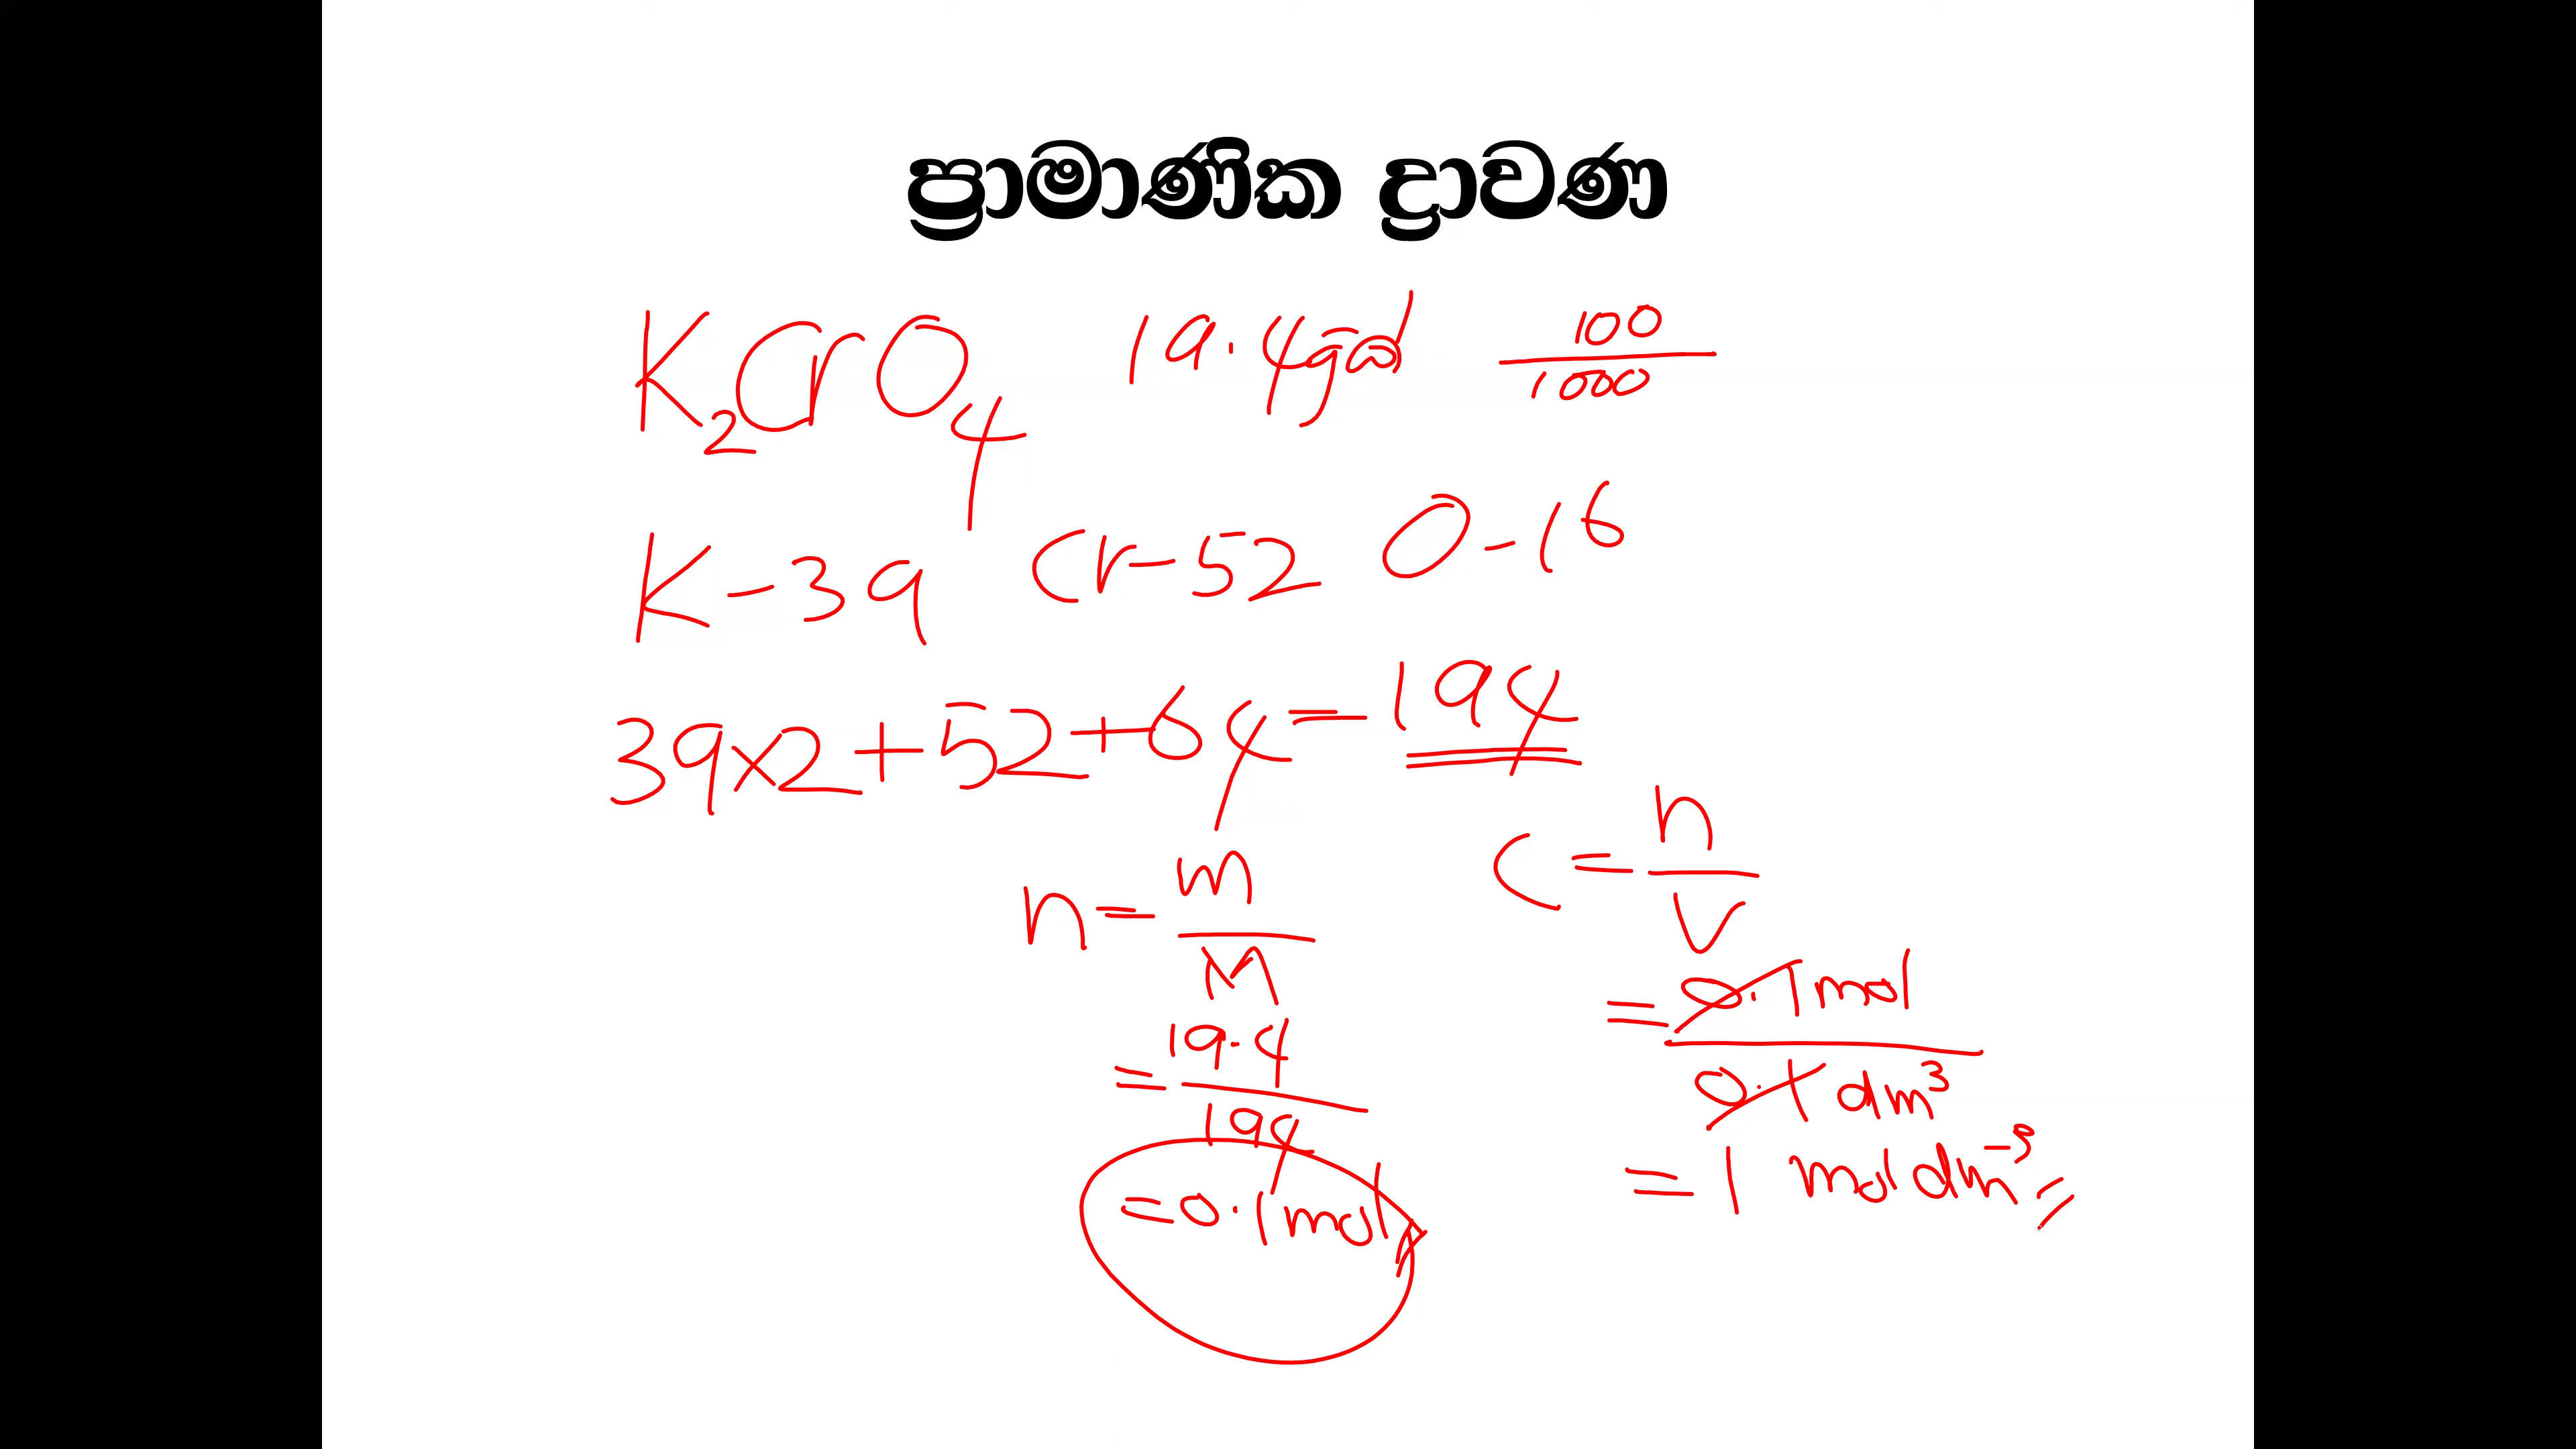 ප්‍රාමාණික ද්‍රාවණ
K₂CrO₄ 19.4gක් 100/1000
K-39 Cr-52 O-16
39×2+52+64=194
n=m/M
=19.4/194
=0.1mol
C=n/V
=0.1mol/0.1dm³
=1 mol dm⁻³